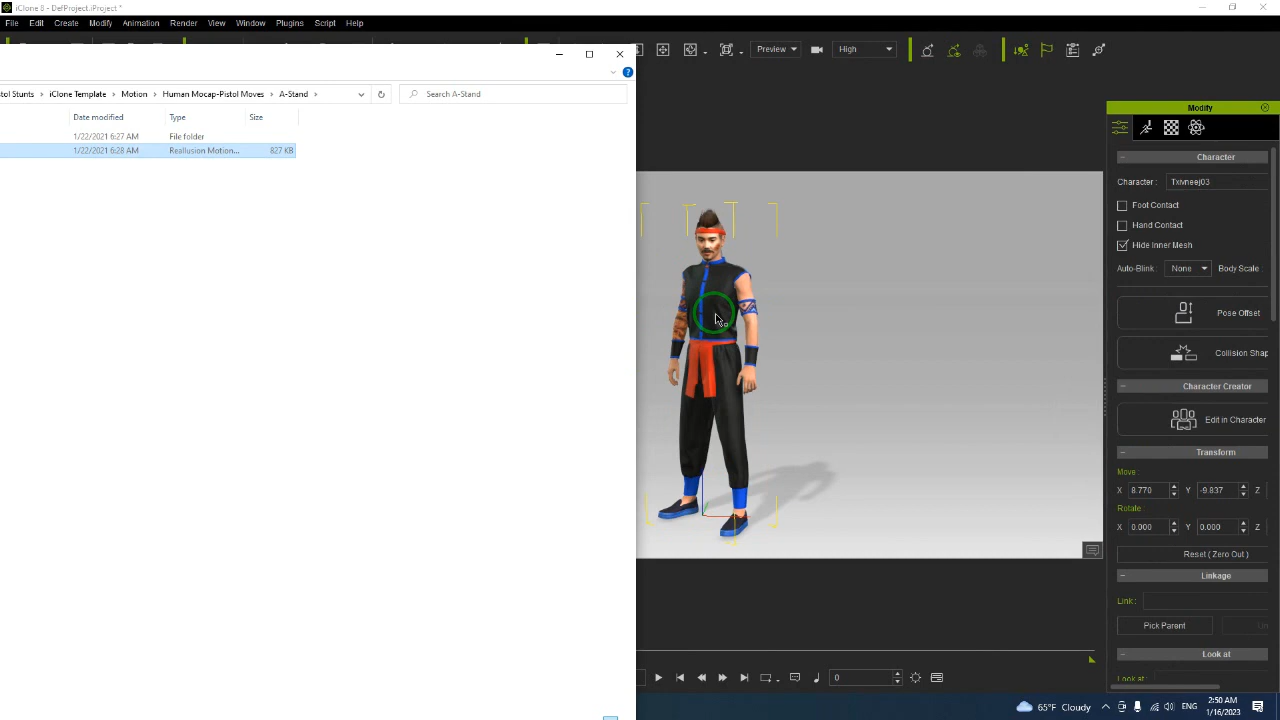 iClone 8 - DefProject.iProject *
File Edit Create Modify Animation Render View Window Plugins Script Help
Preview High
stol Stunts > iClone Template > Motion > Human Mocap-Pistol Moves > A-Stand >
Search A-Stand
Date modified Type Size
1/22/2021 6:27 AM File folder
1/22/2021 6:28 AM Reallusion Motion... 827 KB
Modify
Character
Character : Txivneej03
Foot Contact
Hand Contact
Hide Inner Mesh
Auto-Blink : None Body Scale
Pose Offset
Collision Shap
Character Creator
Edit in Character
Transform
Move :
X 8.770 Y -9.837 Z
Rotate :
X 0.000 Y 0.000 Z
Reset ( Zero Out )
Linkage
Link :
Pick Parent Un
Look at
Look at :
0
65°F Cloudy
2:50 AM
1/16/2023